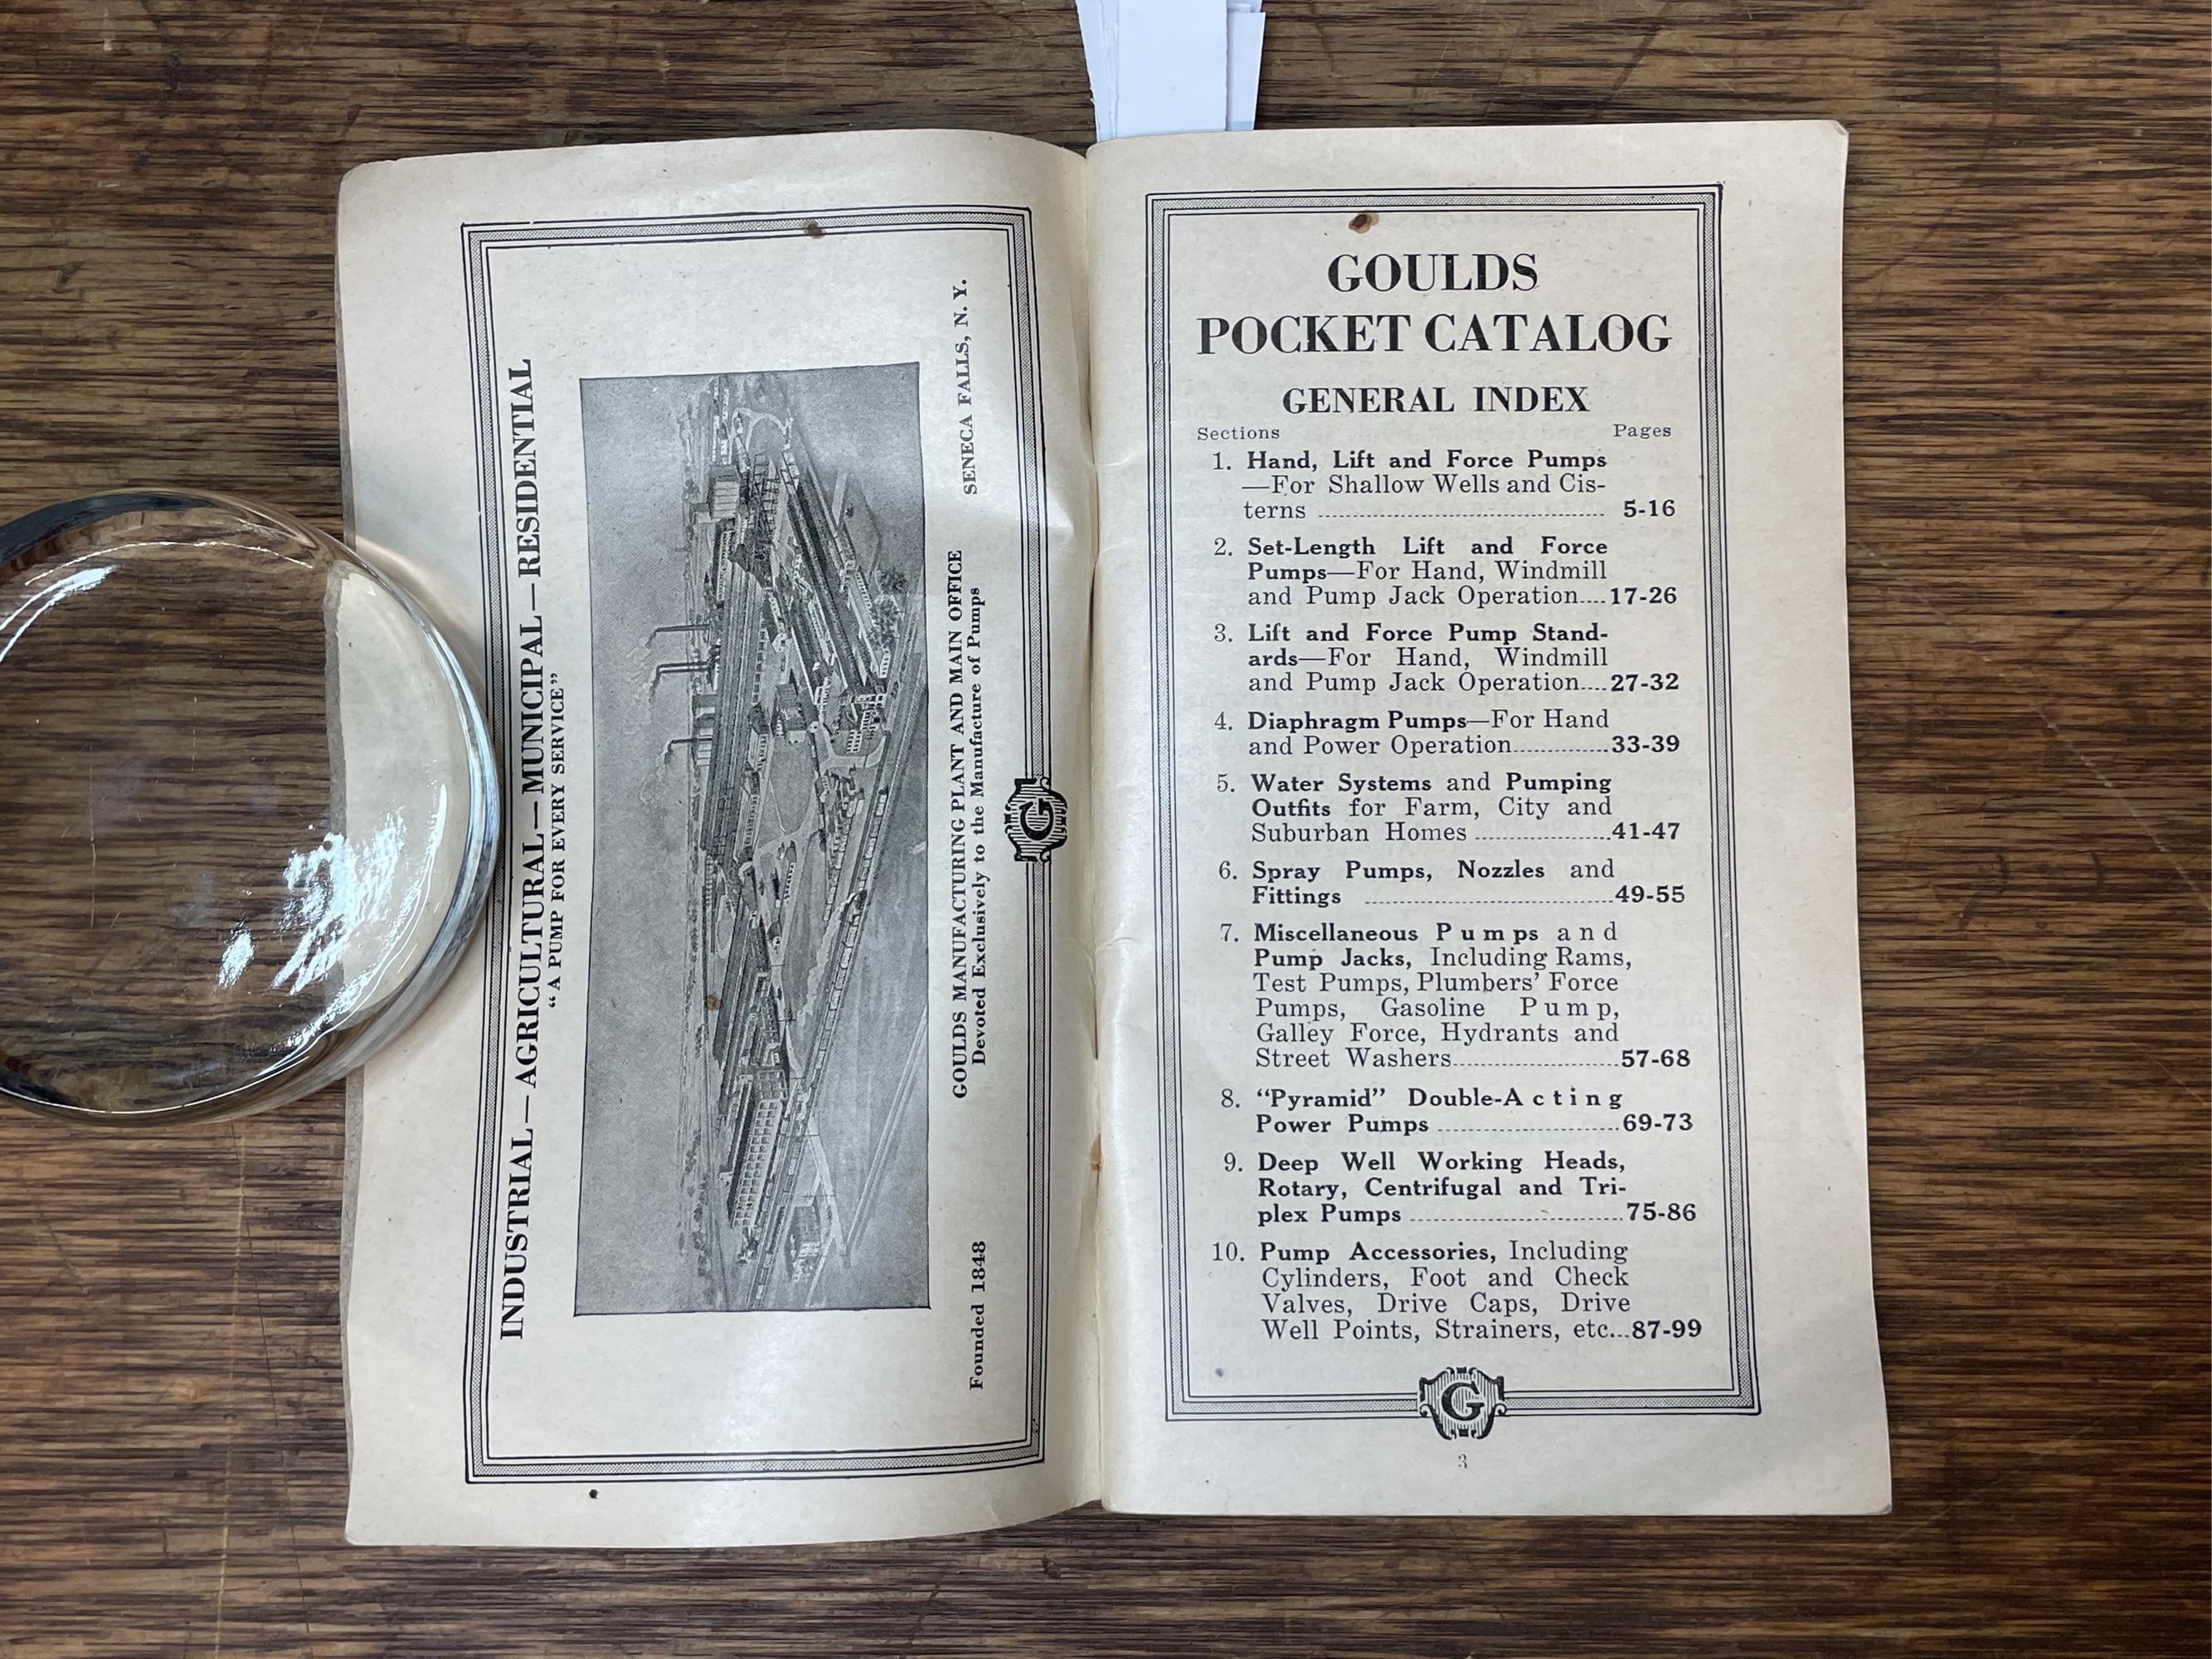 INDUSTRIAL—AGRICULTURAL—MUNICIPAL—RESIDENTIAL
“A PUMP FOR EVERY SERVICE”
GOULDS MANUFACTURING PLANT AND MAIN OFFICE
SENECA FALLS, N. Y.
Founded 1848
Devoted Exclusively to the Manufacture of Pumps
G
GOULDS
POCKET CATALOG
GENERAL INDEX
Sections Pages
1. Hand, Lift and Force Pumps
—For Shallow Wells and Cis-
terns ........ 5-16
2. Set-Length Lift and Force
Pumps—For Hand, Windmill
and Pump Jack Operation....17-26
3. Lift and Force Pump Stand-
ards—For Hand, Windmill
and Pump Jack Operation....27-32
4. Diaphragm Pumps—For Hand
and Power Operation........33-39
5. Water Systems and Pumping
Outfits for Farm, City and
Suburban Homes ........41-47
6. Spray Pumps, Nozzles and
Fittings ........49-55
7. Miscellaneous Pumps and
Pump Jacks, Including Rams,
Test Pumps, Plumbers’ Force
Pumps, Gasoline Pump,
Galley Force, Hydrants and
Street Washers........57-68
8. “Pyramid” Double-Acting
Power Pumps ........69-73
9. Deep Well Working Heads,
Rotary, Centrifugal and Tri-
plex Pumps ........75-86
10. Pump Accessories, Including
Cylinders, Foot and Check
Valves, Drive Caps, Drive
Well Points, Strainers, etc...87-99
G
3